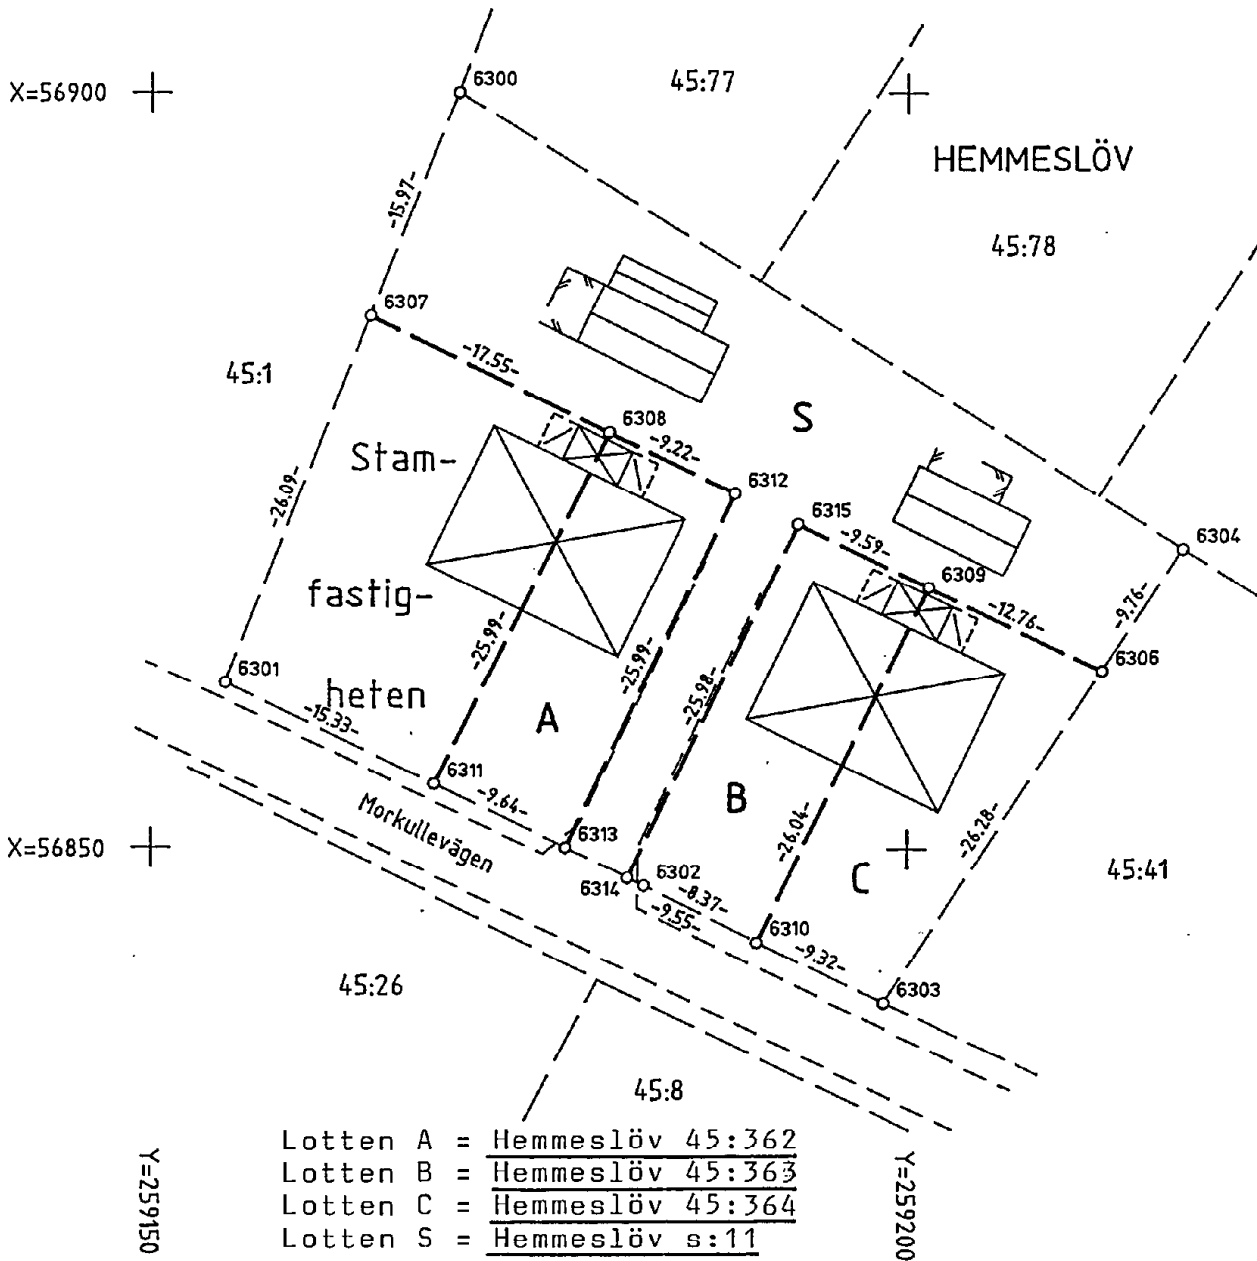 6300
45:77
X=56900
HEMMESLÖV
-15.97-
45:78
6307
-17.55-
45:1
6308
S
-9.22-
Stam-
6312
6315
-26.09-
-9.59-
6304
6309
fastig-
-12.76-
-9.76-
-25.99-
-25.99-
6306
6301
heten
-25.98-
-15.33-
A
6311
B
-9.64-
Morkullevägen
6313
-26.04-
-26.28-
X=56850
6314
6302
C
45:41
-8.37-
-9.55-
6310
-9.32-
6303
45:26
45:8
Lotten A = Hemmeslöv 45:362
Lotten B = Hemmeslöv 45:363
Lotten C = Hemmeslöv 45:364
Lotten S = Hemmeslöv s:11
Y=259150
Y=259200